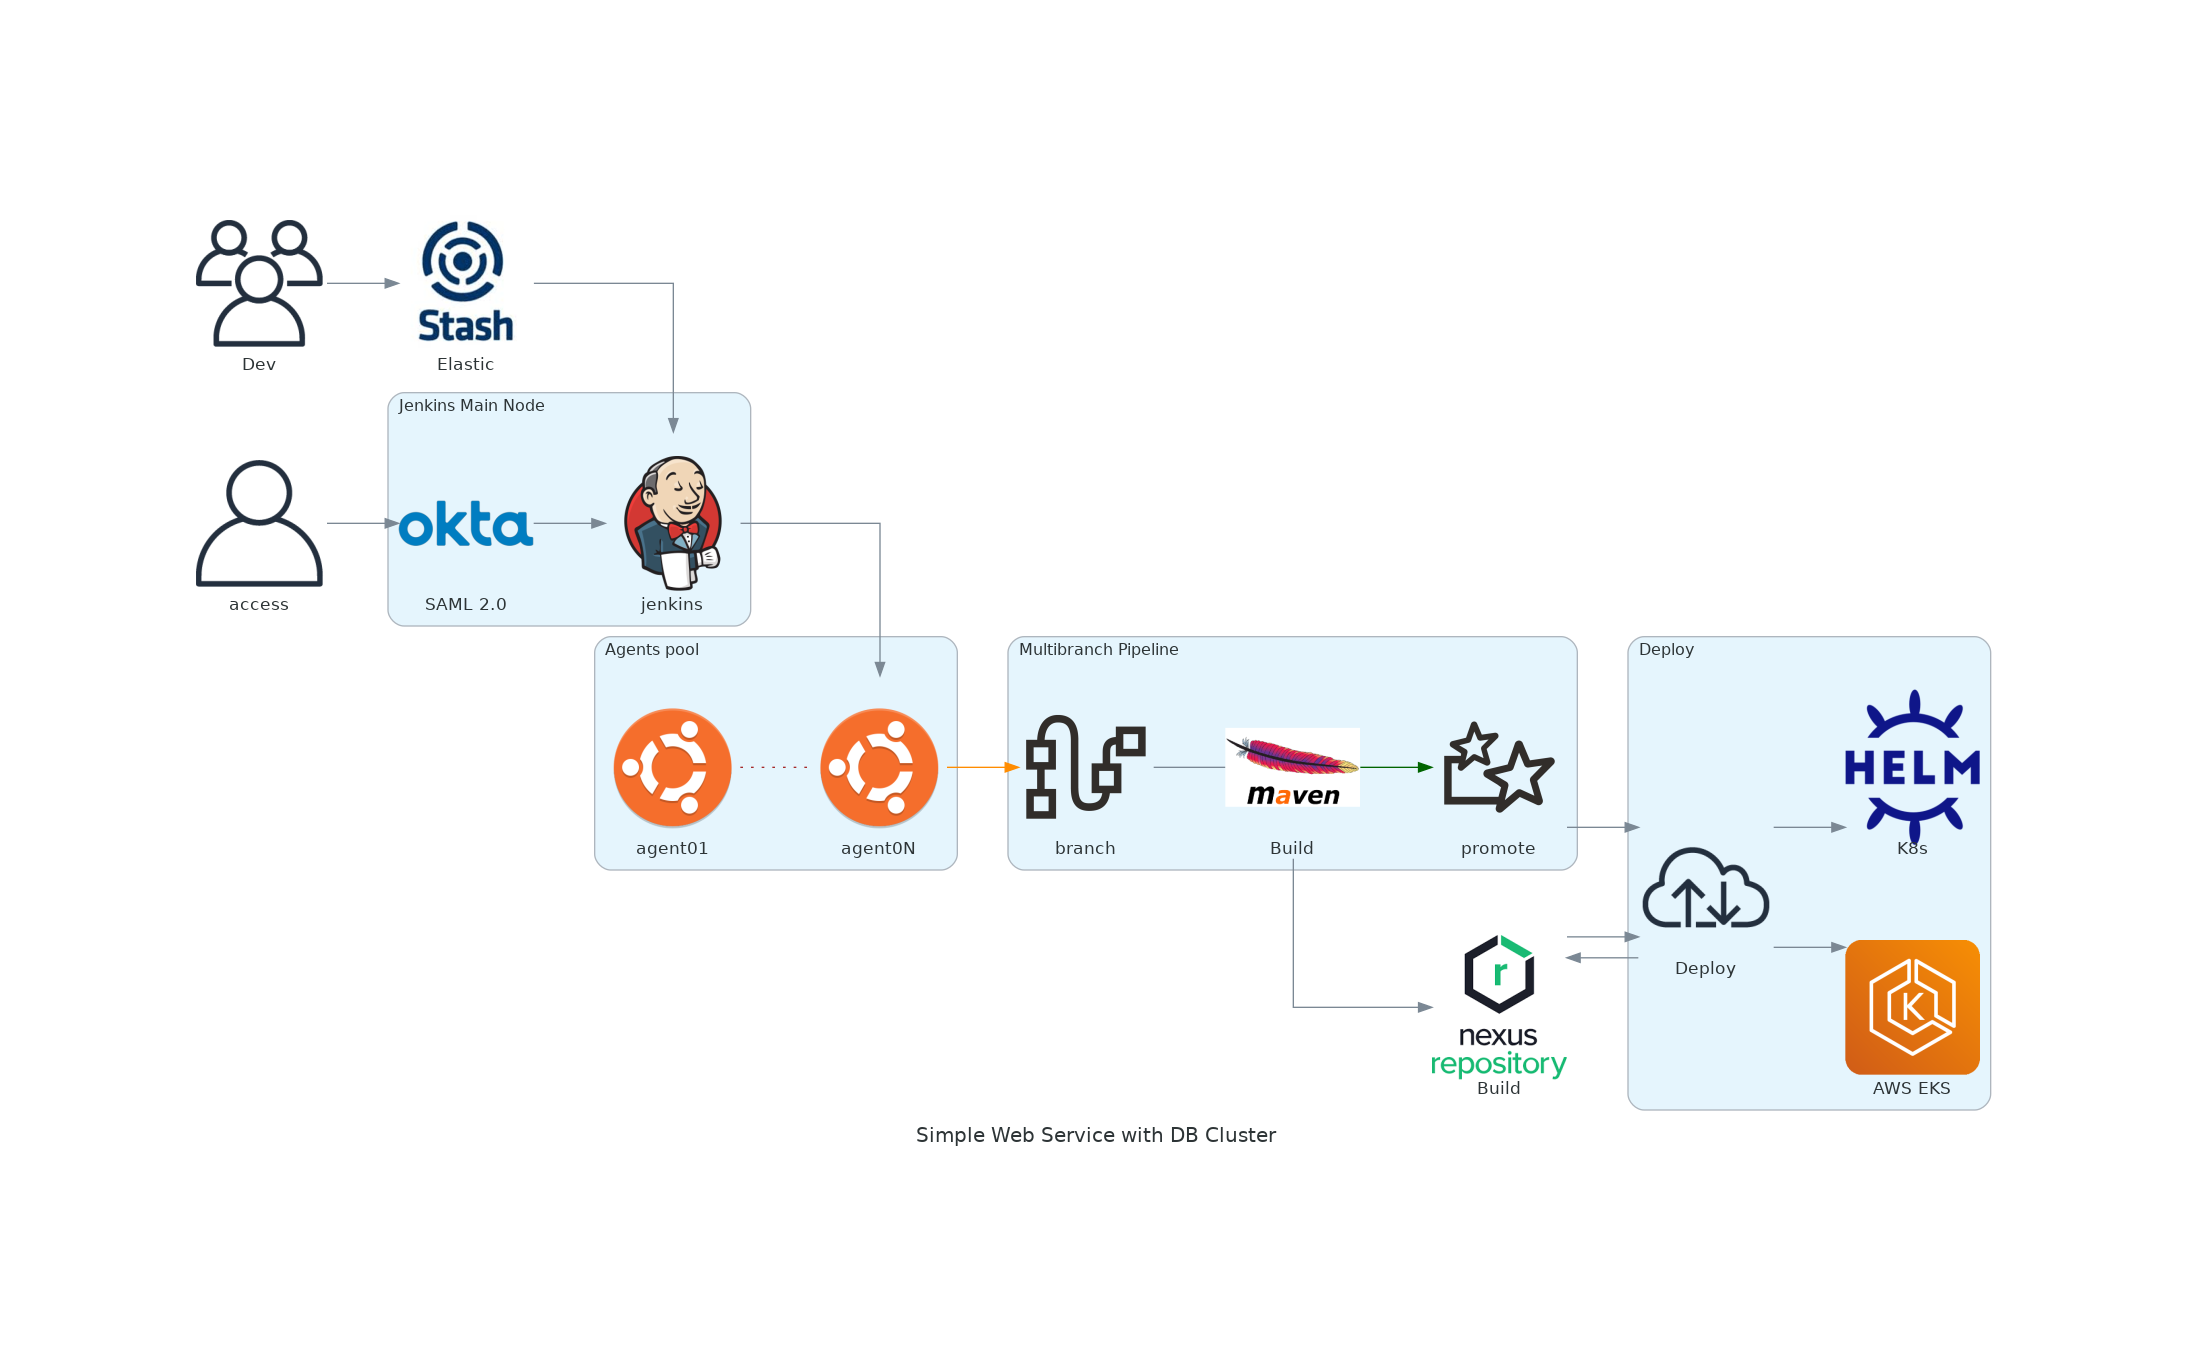 Stash
Dev
Elastic
Jenkins Main Node
okta
access
SAML 2.0
jenkins
Agents pool
Multibranch Pipeline
Deploy
HELM
maven
agent01
agent0N
branch
Build
promote
K8s
r
Deploy
K
nexus
repository
Build
AWS EKS
Simple Web Service with DB Cluster